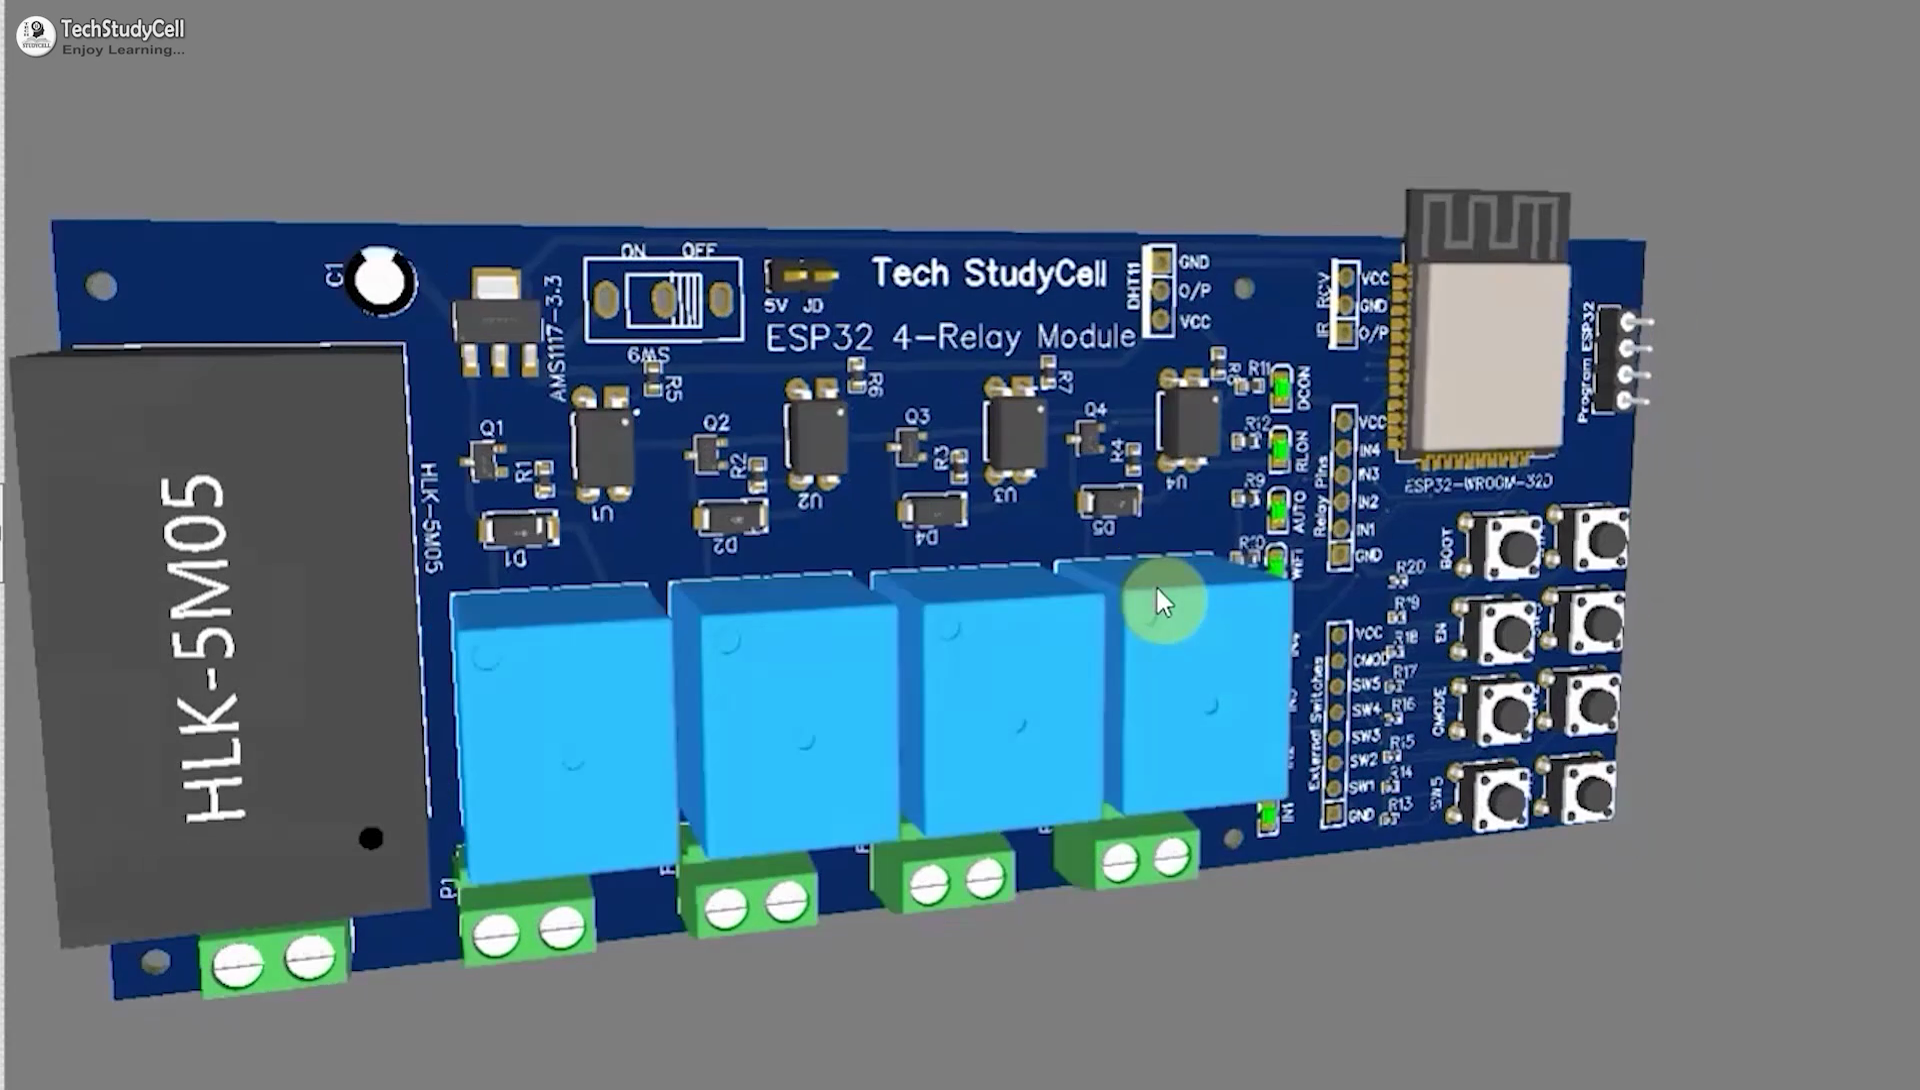 TechStudyCell
Enjoy Learning...
C1
ON OFF
SW9
AMS1117-3.3
5V JD
Tech StudyCell
ESP32 4-Relay Module
DHT11
GND
O/P
VCC
IR RCV
VCC
GND
O/P
Program ESP32
ESP32-WROOM-32D
HLK-5M05
HLK-5M05
Q1
R1
U1
D1
R5
Q2
R2
U2
D2
R6
Q3
R3
U3
D4
R7
Q4
R4
U4
D5
R11
DCON
R12
RLON
R9
AUTO
R10
WIFI
Relay Pins
VCC
IN4
IN3
IN2
IN1
GND
External Switches
VCC
CMOD
SW5
SW4
SW3
SW2
SW1
GND
R20
R19
R18
R17
R16
R15
R14
R13
BOOT
EN
CMODE
SW5
IN1
P1